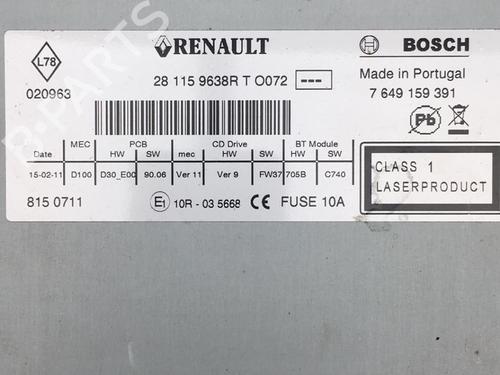 L78
RENAULT
BOSCH
020963
28 115 9638R T O072 ---
Made in Portugal
7 649 159 391
Pb
MEC PCB CD Drive BT Module
Date HW SW mec HW SW HW SW
15-02-11 D100 D30_E00 90.06 Ver 11 Ver 9 FW37 705B C740
CLASS 1
LASERPRODUCT
815 0711
E1 10R - 03 5668 CE FUSE 10A
B-PARTS